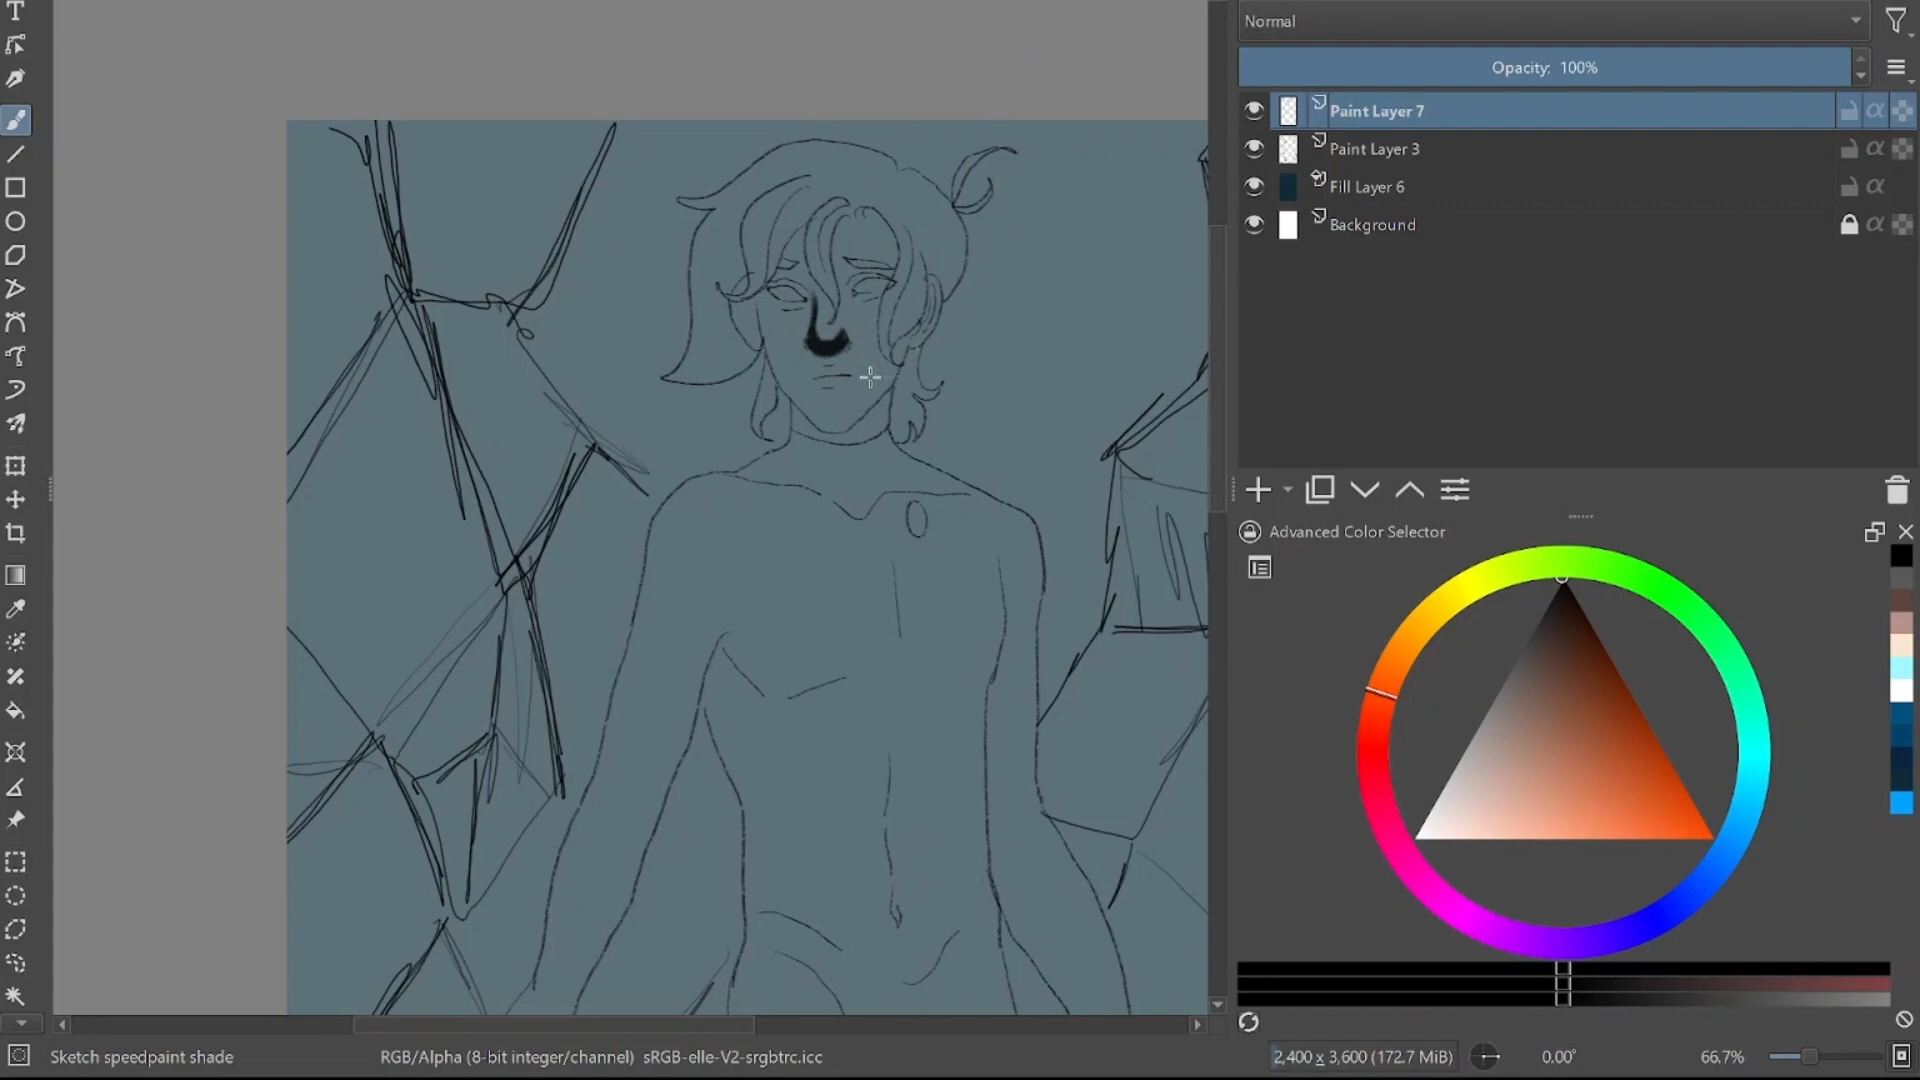 Normal
Opacity: 100%
Paint Layer 7
Paint Layer 3
Fill Layer 6
Background
Advanced Color Selector
Sketch speedpaint shade
RGB/Alpha (8-bit integer/channel) sRGB-elle-V2-srgbtrc.icc
2,400 x 3,600 (172.7 MiB)
0.00°
66.7%